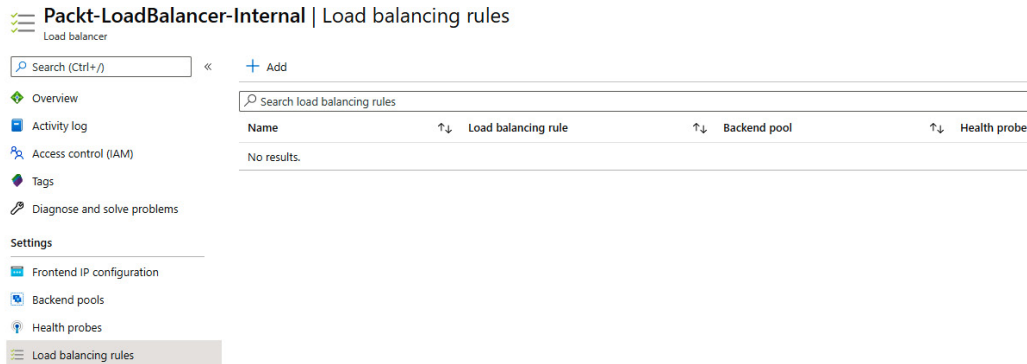 Packt-LoadBalancer-Internal | Load balancing rules
Load balancer
Search (Ctrl+/)
«
Overview
Activity log
Access control (IAM)
Tags
Diagnose and solve problems
Settings
Frontend IP configuration
Backend pools
Health probes
Load balancing rules
+ Add
Search load balancing rules
Name ↑↓ Load balancing rule ↑↓ Backend pool ↑↓ Health probe
No results.